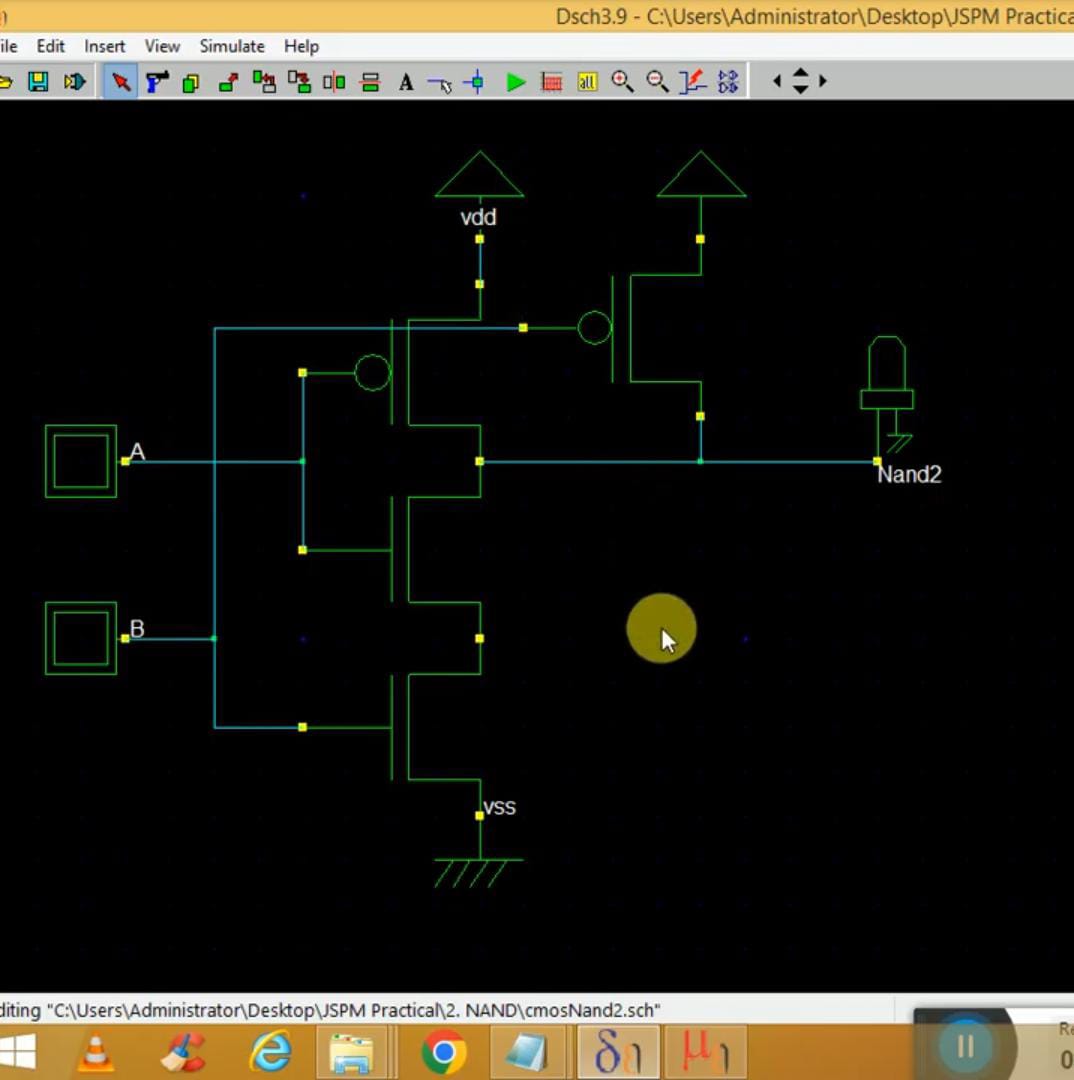 Dsch3.9 - C:\Users\Administrator\Desktop\JSPM Practica
Edit Insert View Simulate Help
A all
vdd
A
Nand2
B
vss
diting "C:\Users\Administrator\Desktop\JSPM Practical\2. NAND\cmosNand2.sch"